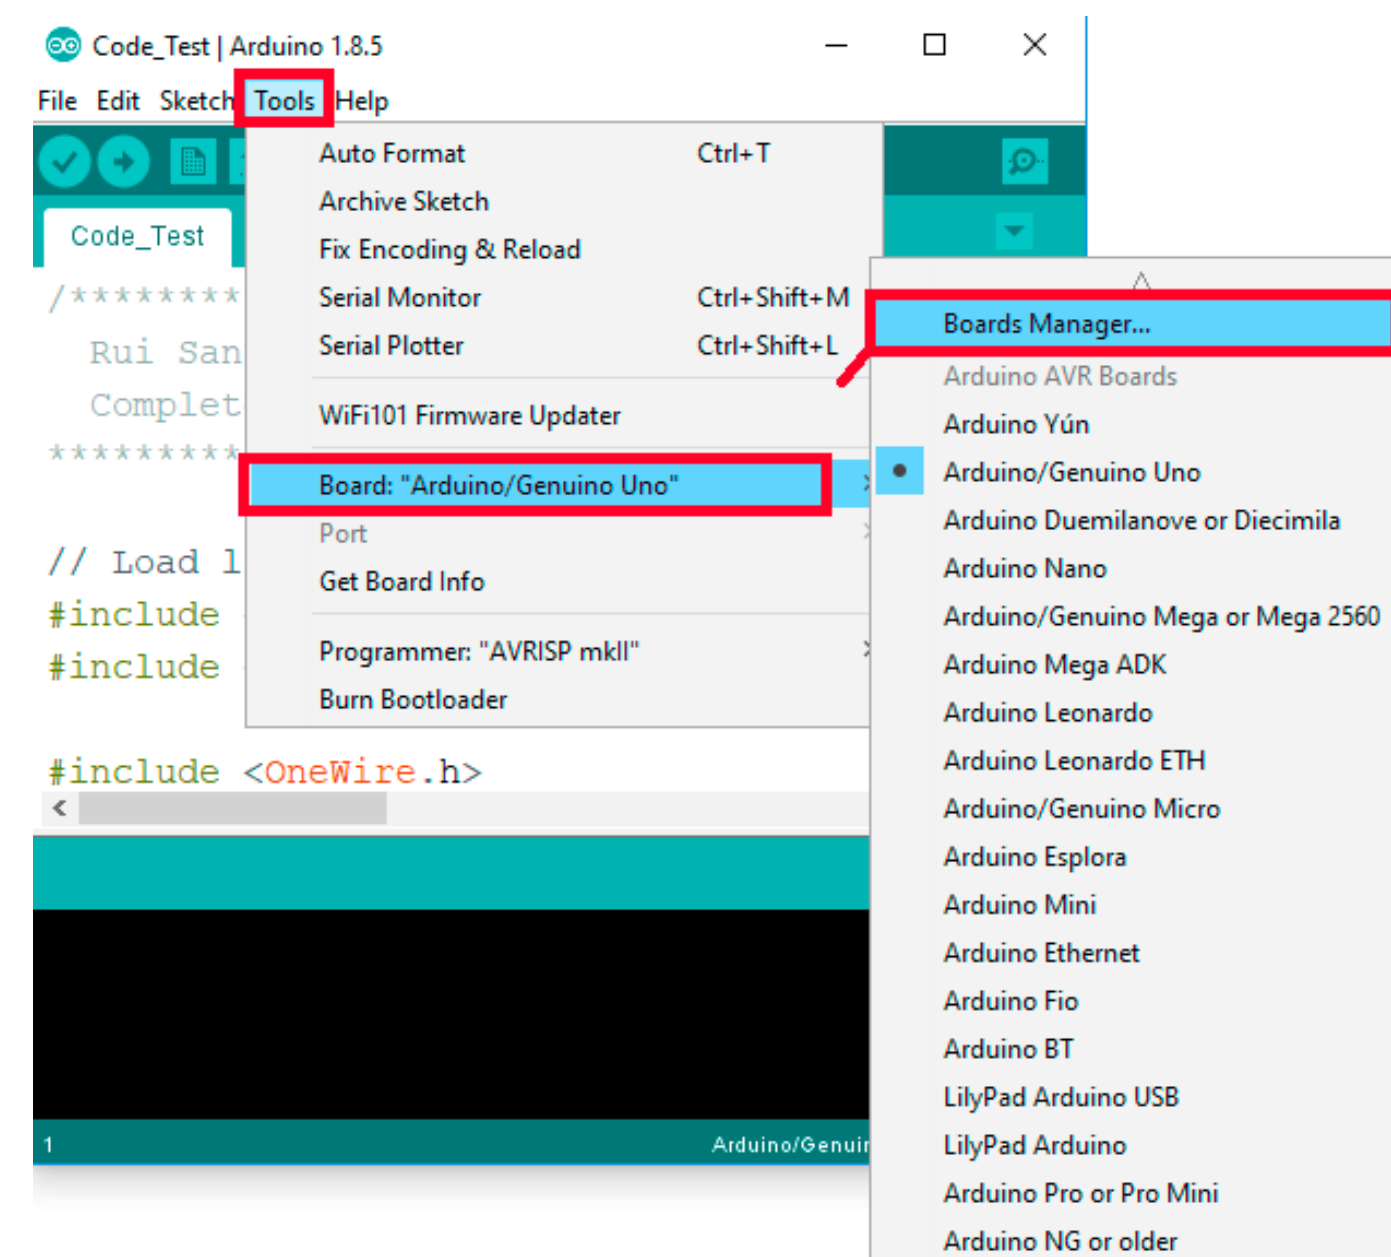 Code_Test | Arduino 1.8.5
File Edit Sketch Tools Help
Auto Format Ctrl+T
Archive Sketch
Fix Encoding & Reload
Serial Monitor Ctrl+Shift+M
Serial Plotter Ctrl+Shift+L
WiFi101 Firmware Updater
Board: "Arduino/Genuino Uno"
Port
Get Board Info
Programmer: "AVRISP mkII"
Burn Bootloader
Boards Manager...
Arduino AVR Boards
Arduino Yún
Arduino/Genuino Uno
Arduino Duemilanove or Diecimila
Arduino Nano
Arduino/Genuino Mega or Mega 2560
Arduino Mega ADK
Arduino Leonardo
Arduino Leonardo ETH
Arduino/Genuino Micro
Arduino Esplora
Arduino Mini
Arduino Ethernet
Arduino Fio
Arduino BT
LilyPad Arduino USB
LilyPad Arduino
Arduino Pro or Pro Mini
Arduino NG or older
Code_Test
/********
Rui San
Complet
*********
// Load l
#include
#include
#include <OneWire.h>
1 Arduino/Genuin